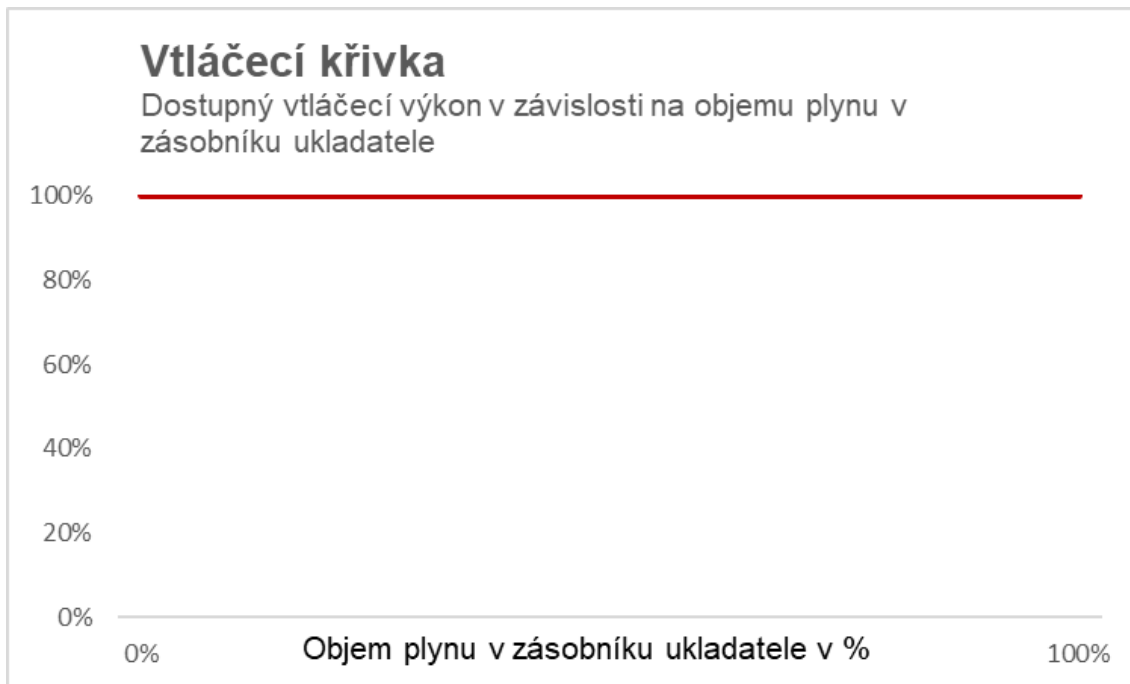 Vtláčecí křivka
Dostupný vtláčecí výkon v závislosti na objemu plynu v
zásobníku ukladatele
100%
80%
60%
40%
20%
0%
0%
Objem plynu v zásobníku ukladatele v %
100%